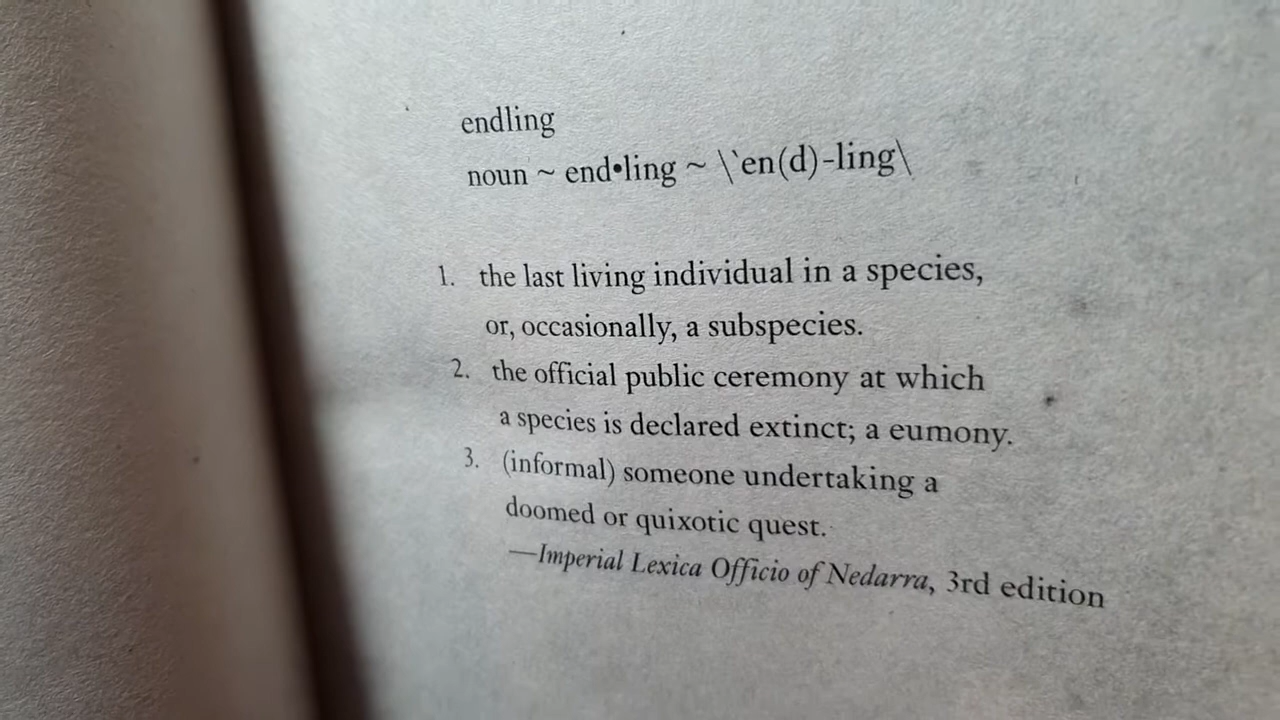 endling
noun ~ end•ling ~ \`en(d)-ling\
1. the last living individual in a species,
or, occasionally, a subspecies.
2. the official public ceremony at which
a species is declared extinct; a eumony.
3. (informal) someone undertaking a
doomed or quixotic quest.
—Imperial Lexica Officio of Nedarra, 3rd edition